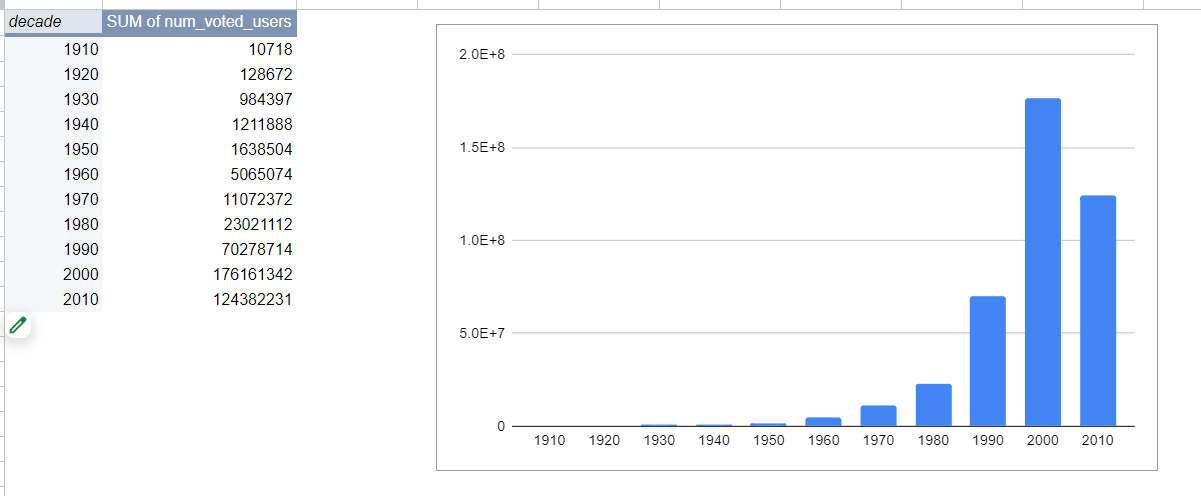 decade SUM of num_voted_users
1910 10718
1920 128672
1930 984397
1940 1211888
1950 1638504
1960 5065074
1970 11072372
1980 23021112
1990 70278714
2000 176161342
2010 124382231
2.0E+8
1.5E+8
1.0E+8
5.0E+7
0
1910 1920 1930 1940 1950 1960 1970 1980 1990 2000 2010